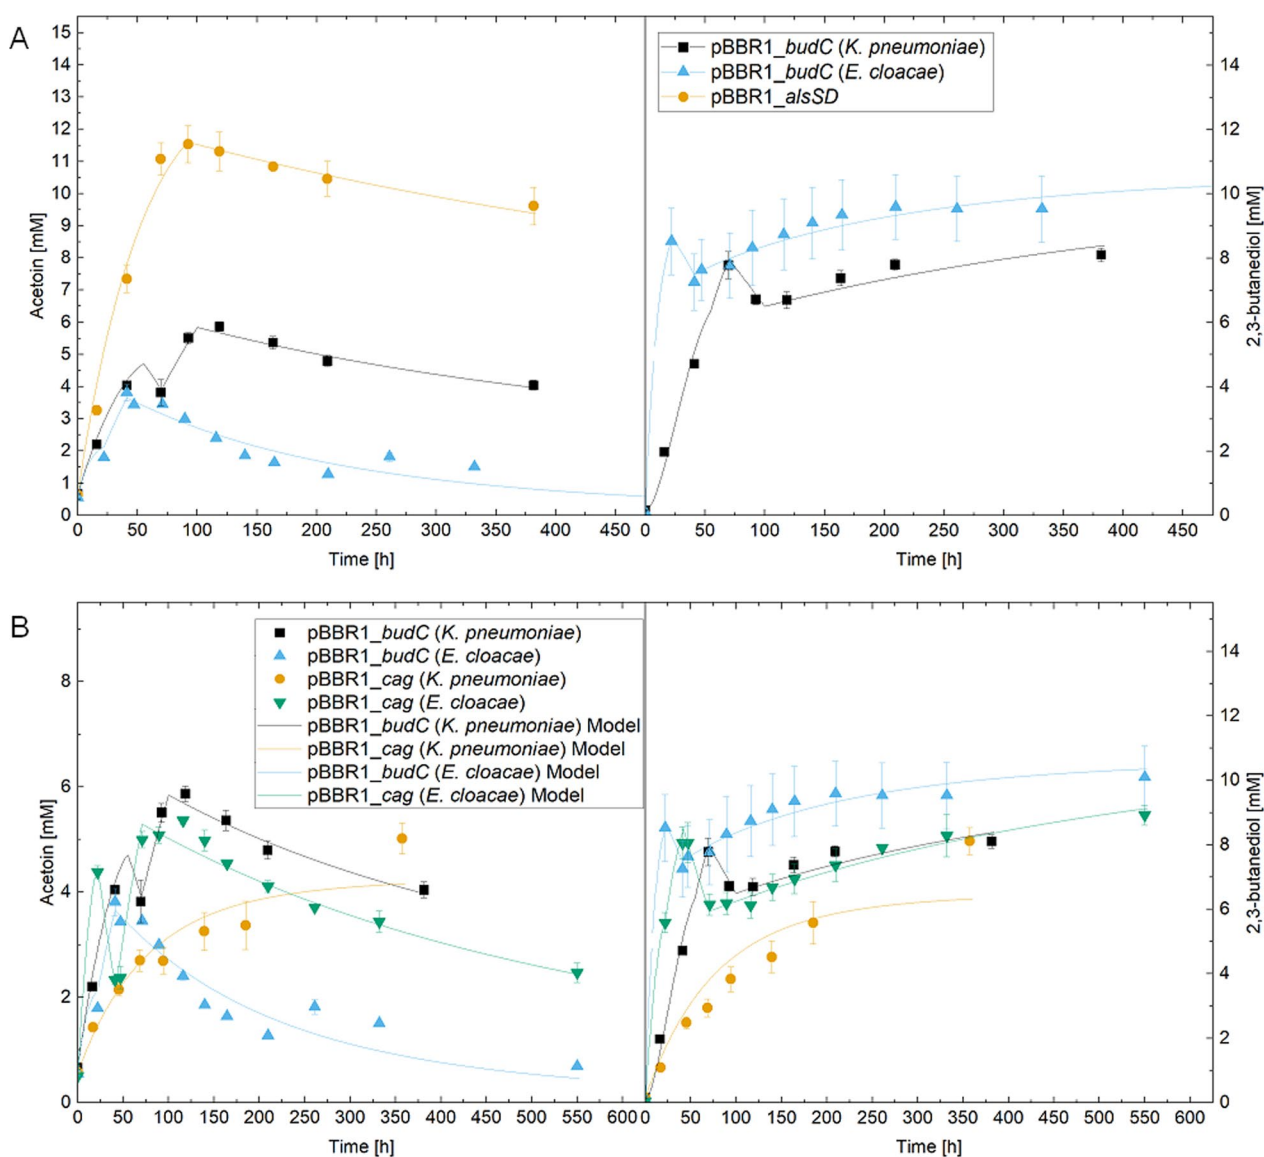 A
15
14
13
12
11
10
9
8
7
6
5
4
3
2
1
0
Acetoin [mM]
0 50 100 150 200 250 300 350 400 450
Time [h]
pBBR1_budC (K. pneumoniae)
pBBR1_budC (E. cloacae)
pBBR1_alsSD
14
12
10
8
6
4
2
0
2,3-butanediol [mM]
50 100 150 200 250 300 350 400 450
Time [h]
B
8
6
4
2
0
Acetoin [mM]
0 50 100 150 200 250 300 350 400 450 500 550 600
Time [h]
pBBR1_budC (K. pneumoniae)
pBBR1_budC (E. cloacae)
pBBR1_cag (K. pneumoniae)
pBBR1_cag (E. cloacae)
pBBR1_budC (K. pneumoniae) Model
pBBR1_cag (K. pneumoniae) Model
pBBR1_budC (E. cloacae) Model
pBBR1_cag (E. cloacae) Model
14
12
10
8
6
4
2
0
2,3-butanediol [mM]
50 100 150 200 250 300 350 400 450 500 550 600
Time [h]